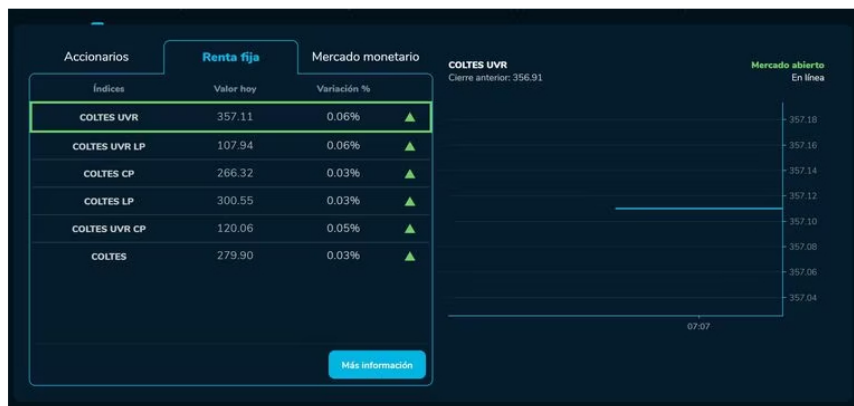 Accionarios Renta fija Mercado monetario
Índices Valor hoy Variación %
COLTES UVR 357.11 0.06%
COLTES UVR LP 107.94 0.06%
COLTES CP 266.32 0.03%
COLTES LP 300.55 0.03%
COLTES UVR CP 120.06 0.05%
COLTES 279.90 0.03%
Más información
COLTES UVR Mercado abierto
Cierre anterior: 356.91 En línea
357.18
357.16
357.14
357.12
357.10
357.08
357.06
357.04
07:07